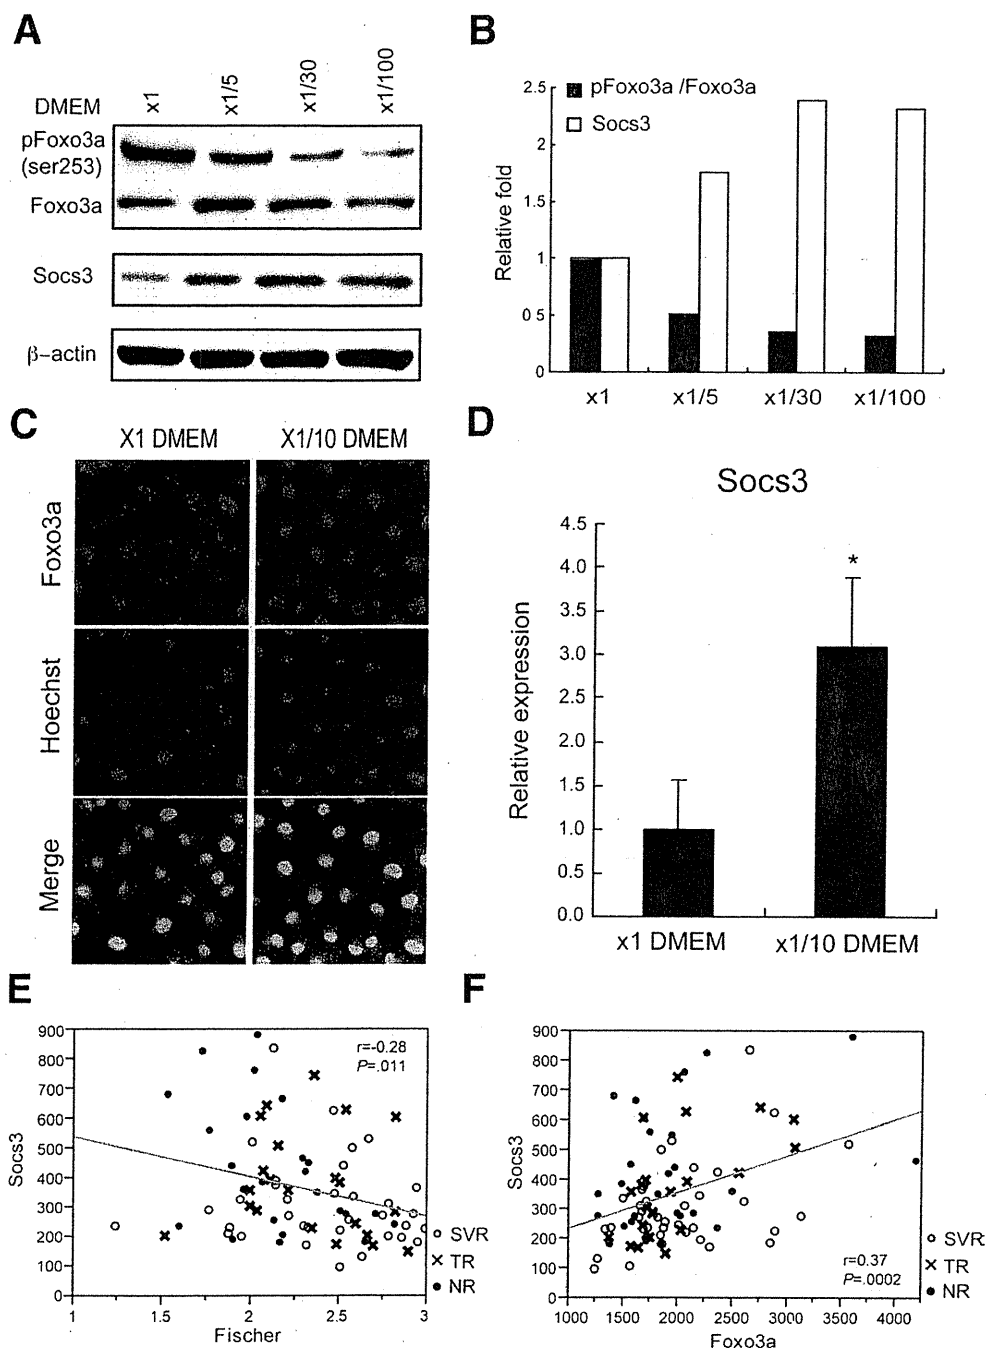 A
DMEM x1 x1/5 x1/30 x1/100
pFoxo3a
(ser253)
Foxo3a
Socs3
β–actin
B
pFoxo3a /Foxo3a
Socs3
Relative fold
2.5
2
1.5
1
0 5
0
x1 x1/5 x1/30 x1/100
C
X1 DMEM X1/10 DMEM
Foxo3a
Hoechst
Merge
D
Socs3
Relative expression
4.5
4.0
3.5
3.0
2.5
2.0
1.5
1.0
0.5
0.0
*
x1 DMEM x1/10 DMEM
E
Socs3
900
800
700
600
500
400
300
200
100
0
r=-0.28
P=.011
SVR
TR
NR
1 1.5 2 2.5 3
Fischer
F
Socs3
900
800
700
600
500
400
300
200
100
0
r=0.37
P=.0002
SVR
TR
NR
1000 1500 2000 2500 3000 3500 4000
Foxo3a